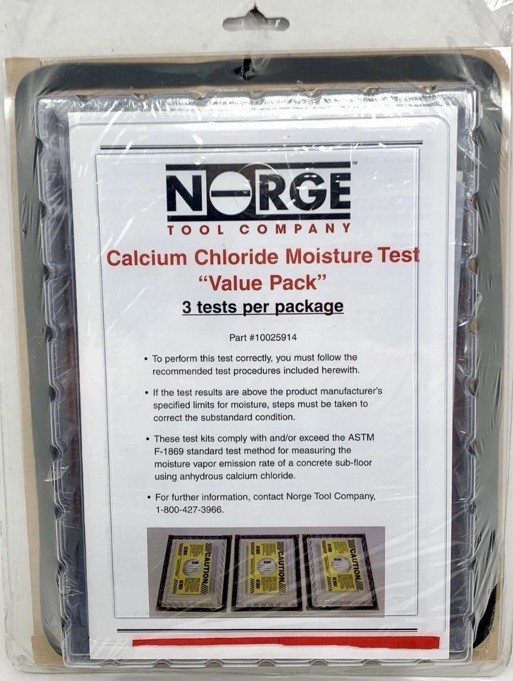 NORGE
TOOL COMPANY
Calcium Chloride Moisture Test
“Value Pack”
3 tests per package
Part #10025914
• To perform this test correctly, you must follow the
recommended test procedures included herewith.
• If the test results are above the product manufacturer's
specified limits for moisture, steps must be taken to
correct the substandard condition.
• These test kits comply with and/or exceed the ASTM
F-1869 standard test method for measuring the
moisture vapor emission rate of a concrete sub-floor
using anhydrous calcium chloride.
• For further information, contact Norge Tool Company,
1-800-427-3966.
CAUTION
CAUTION
CAUTION